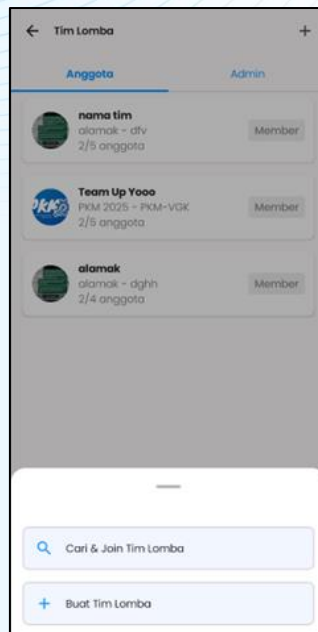 Tim Lomba
Anggota Admin
nama tim
alamak - dfv
2/5 anggota
Member
Team Up Yooo
PKM 2025 - PKM-VGK
2/5 anggota
Member
alamak
alamak - dghh
2/4 anggota
Member
Cari & Join Tim Lomba
Buat Tim Lomba